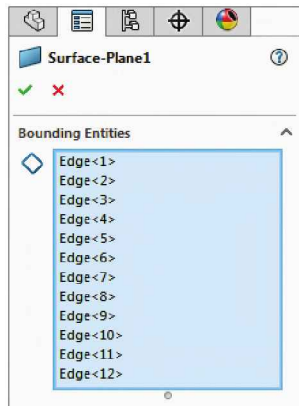 Surface-Plane1
?
Bounding Entities
Edge<1>
Edge<2>
Edge<3>
Edge<4>
Edge<5>
Edge<6>
Edge<7>
Edge<8>
Edge<9>
Edge<10>
Edge<11>
Edge<12>